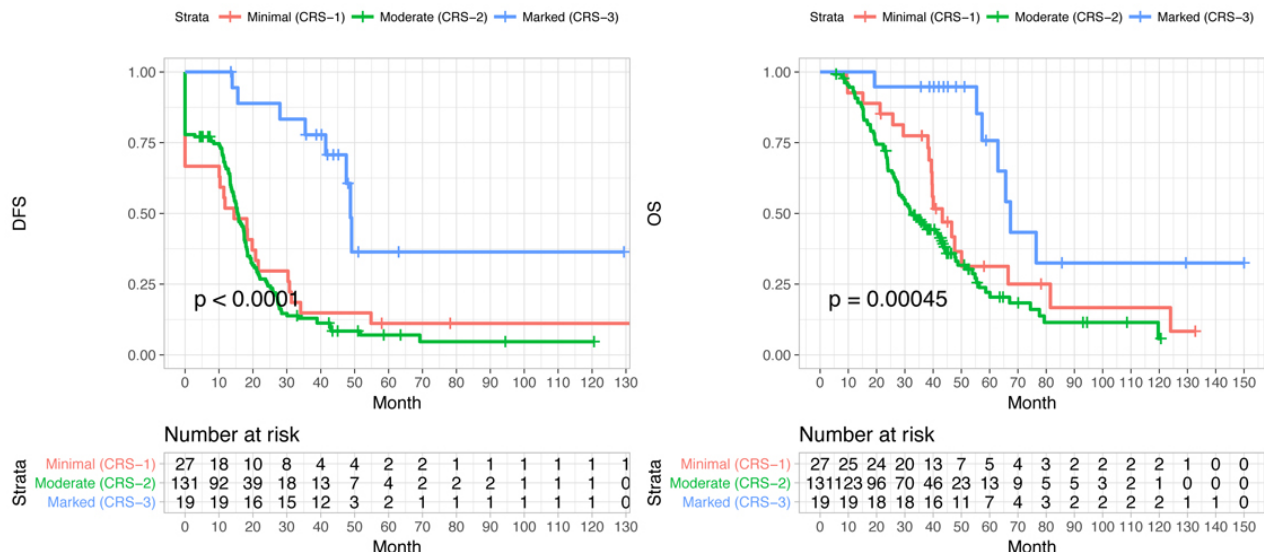 Strata Minimal (CRS−1) Moderate (CRS−2) Marked (CRS−3)
1.00
0.75
0.50
0.25
0.00
DFS
p < 0.0001
0 10 20 30 40 50 60 70 80 90 100 110 120 130
Month
Number at risk
Strata
Minimal (CRS−1) 27 18 10 8 4 4 2 2 1 1 1 1 1 1
Moderate (CRS−2) 131 92 39 18 13 7 4 2 2 2 1 1 1 0
Marked (CRS−3) 19 19 16 15 12 3 2 1 1 1 1 1 1 0
0 10 20 30 40 50 60 70 80 90 100 110 120 130
Month
Strata Minimal (CRS−1) Moderate (CRS−2) Marked (CRS−3)
1.00
0.75
0.50
0.25
0.00
OS
p = 0.00045
0 10 20 30 40 50 60 70 80 90 100 110 120 130 140 150
Month
Number at risk
Strata
Minimal (CRS−1) 27 25 24 20 13 7 5 4 3 2 2 2 2 1 0 0
Moderate (CRS−2) 131 123 96 70 46 23 13 9 5 5 3 2 1 0 0 0
Marked (CRS−3) 19 19 18 18 16 11 7 4 3 2 2 2 2 1 1 0
0 10 20 30 40 50 60 70 80 90 100 110 120 130 140 150
Month